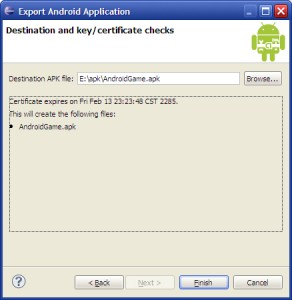 Export Android Application
Destination and key/certificate checks
Destination APK file: E:\apk\AndroidGame.apk Browse...
Certificate expires on Fri Feb 13 23:23:48 CST 2285.
This will create the following files:
AndroidGame.apk
? < Back Next > Finish Cancel